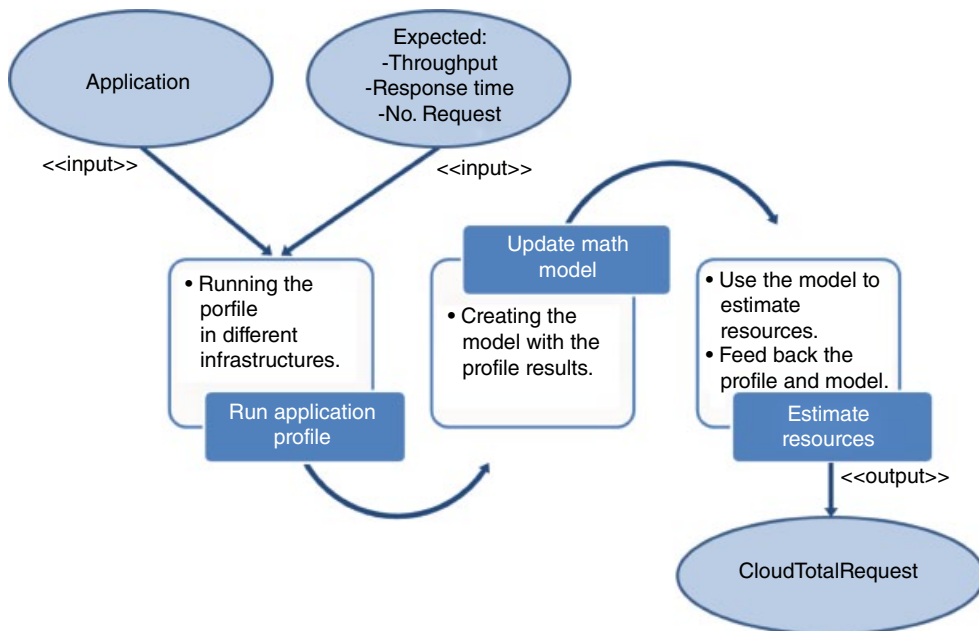 Application
Expected:
-Throughput
-Response time
-No. Request
<<input>>
<<input>>
• Running the
porfile
in different
infrastructures.
Run application
profile
Update math
model
• Creating the
model with the
profile results.
• Use the model to
estimate
resources.
• Feed back the
profile and model.
Estimate
resources
<<output>>
CloudTotalRequest